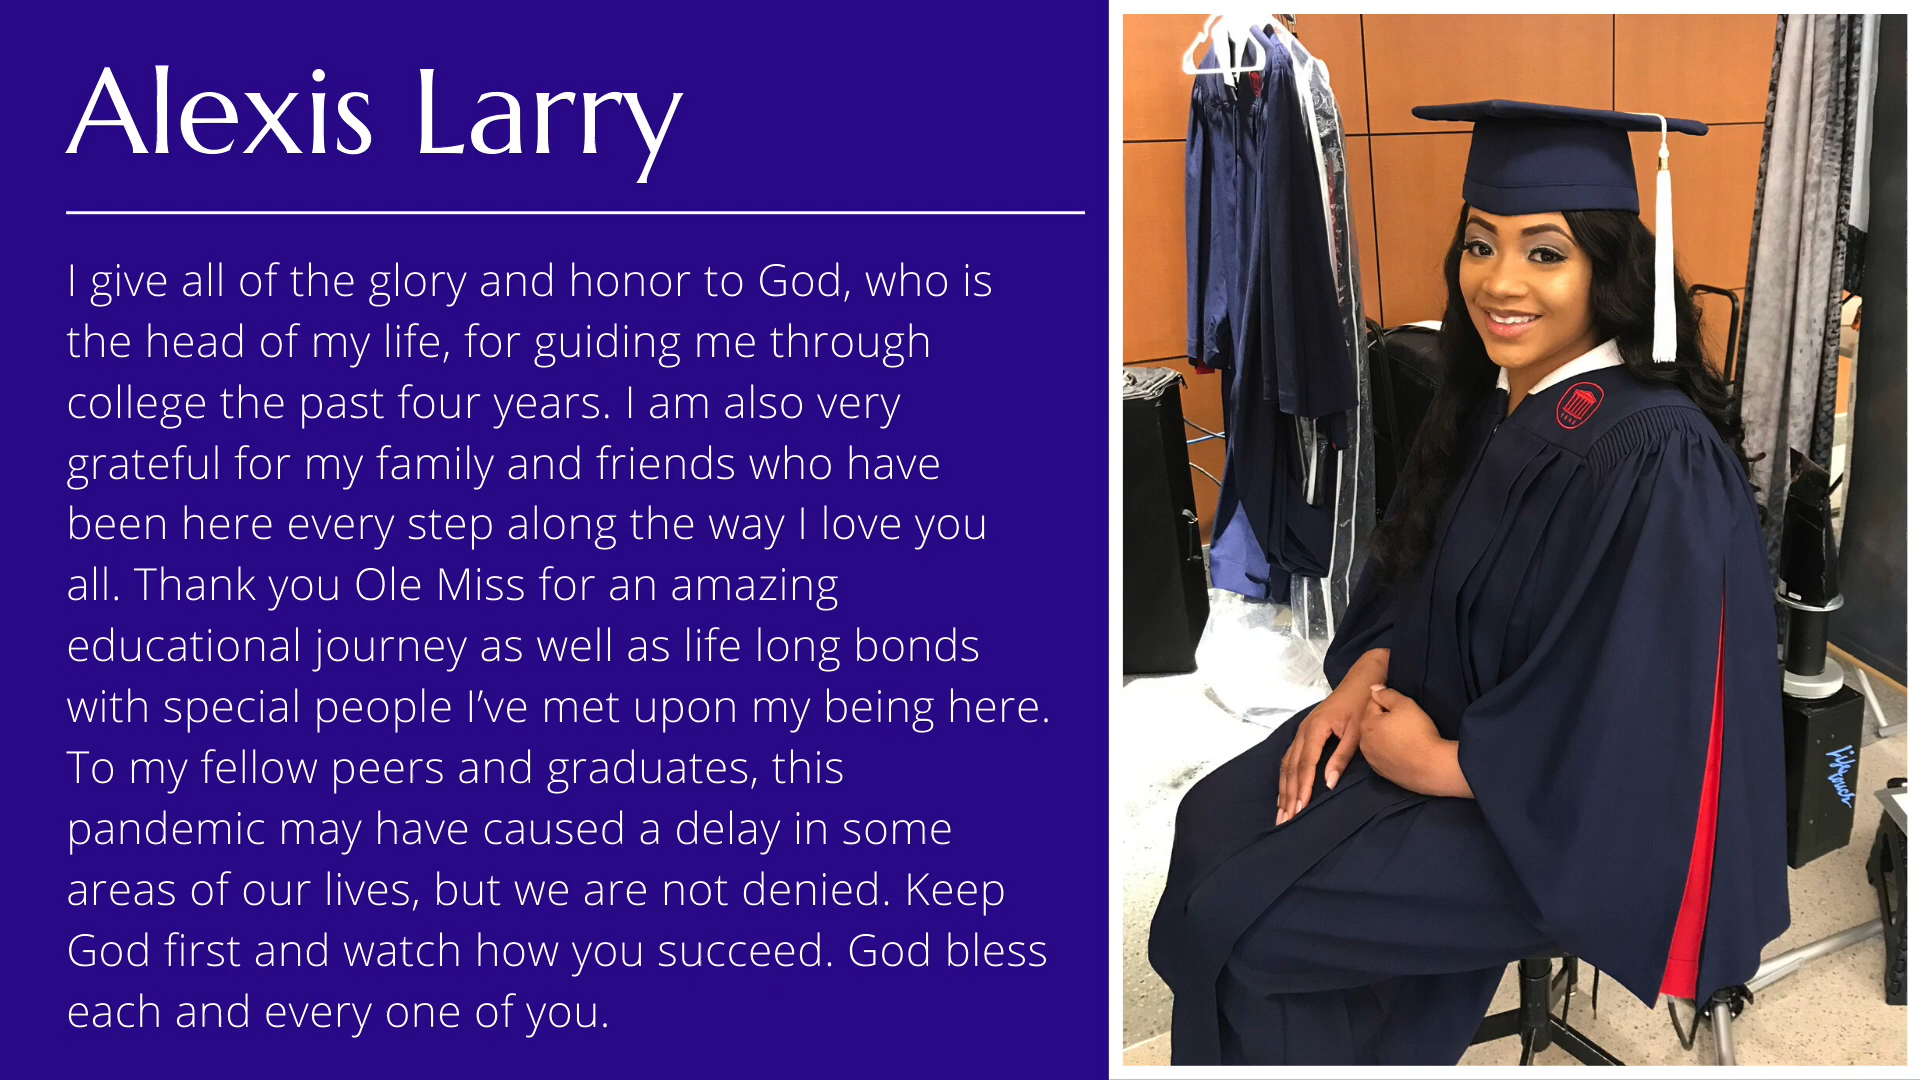 Alexis Larry
I give all of the glory and honor to God, who is
the head of my life, for guiding me through
college the past four years. I am also very
grateful for my family and friends who have
been here every step along the way I love you
all. Thank you Ole Miss for an amazing
educational journey as well as life long bonds
with special people I’ve met upon my being here.
To my fellow peers and graduates, this
pandemic may have caused a delay in some
areas of our lives, but we are not denied. Keep
God first and watch how you succeed. God bless
each and every one of you.
1848
Lifetouch